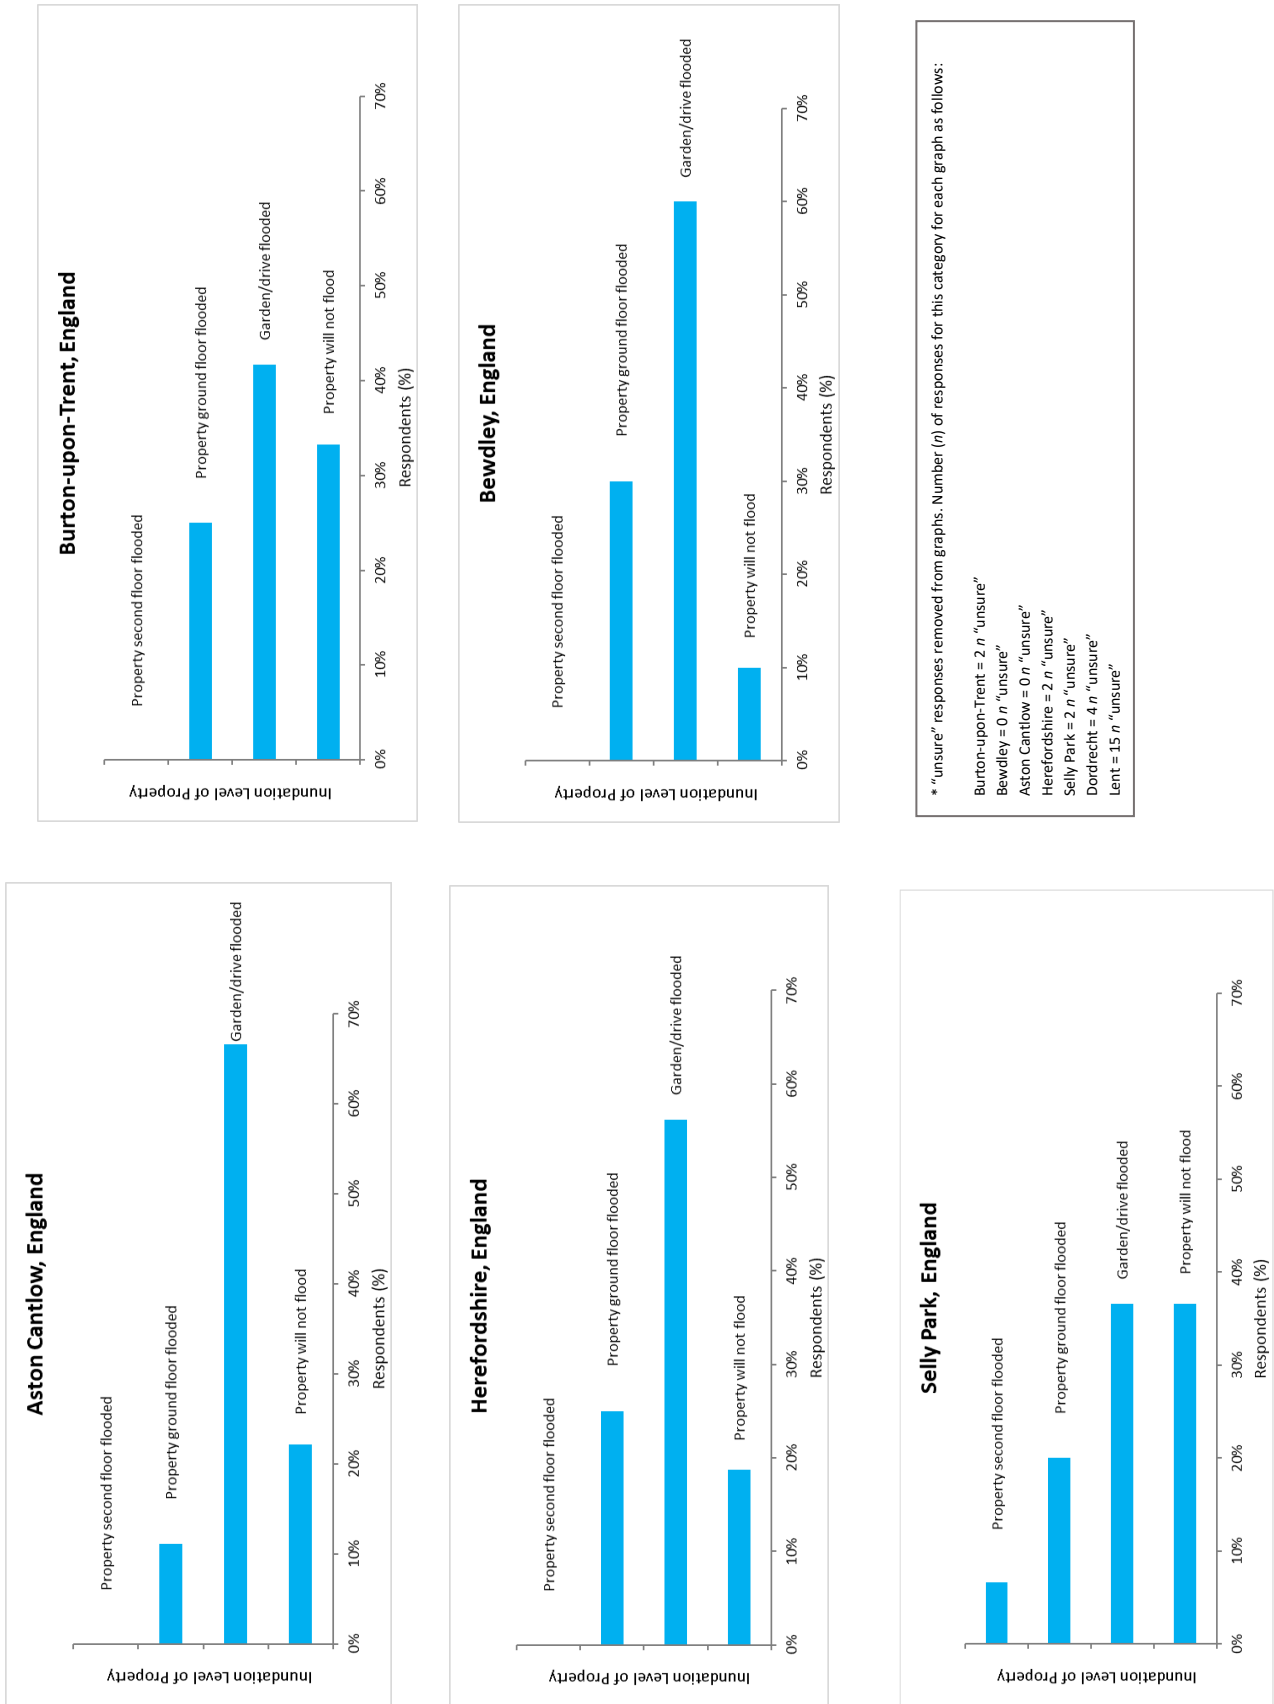 Aston Cantlow, England
Inundation Level of Property
Property second floor flooded
Property ground floor flooded
Garden/drive flooded
Property will not flood
0%
10%
20%
30%
40%
50%
60%
70%
Respondents (%)
Burton-upon-Trent, England
Inundation Level of Property
Property second floor flooded
Property ground floor flooded
Garden/drive flooded
Property will not flood
0%
10%
20%
30%
40%
50%
60%
70%
Respondents (%)
Herefordshire, England
Inundation Level of Property
Property second floor flooded
Property ground floor flooded
Garden/drive flooded
Property will not flood
0%
10%
20%
30%
40%
50%
60%
70%
Respondents (%)
Bewdley, England
Inundation Level of Property
Property second floor flooded
Property ground floor flooded
Garden/drive flooded
Property will not flood
0%
10%
20%
30%
40%
50%
60%
70%
Respondents (%)
Selly Park, England
Inundation Level of Property
Property second floor flooded
Property ground floor flooded
Garden/drive flooded
Property will not flood
0%
10%
20%
30%
40%
50%
60%
70%
Respondents (%)
* “unsure” responses removed from graphs. Number (n) of responses for this category for each graph as follows:
Burton-upon-Trent = 2 n “unsure”
Bewdley = 0 n “unsure”
Aston Cantlow = 0 n “unsure”
Herefordshire = 2 n “unsure”
Selly Park = 2 n “unsure”
Dordrecht = 4 n “unsure”
Lent = 15 n “unsure”